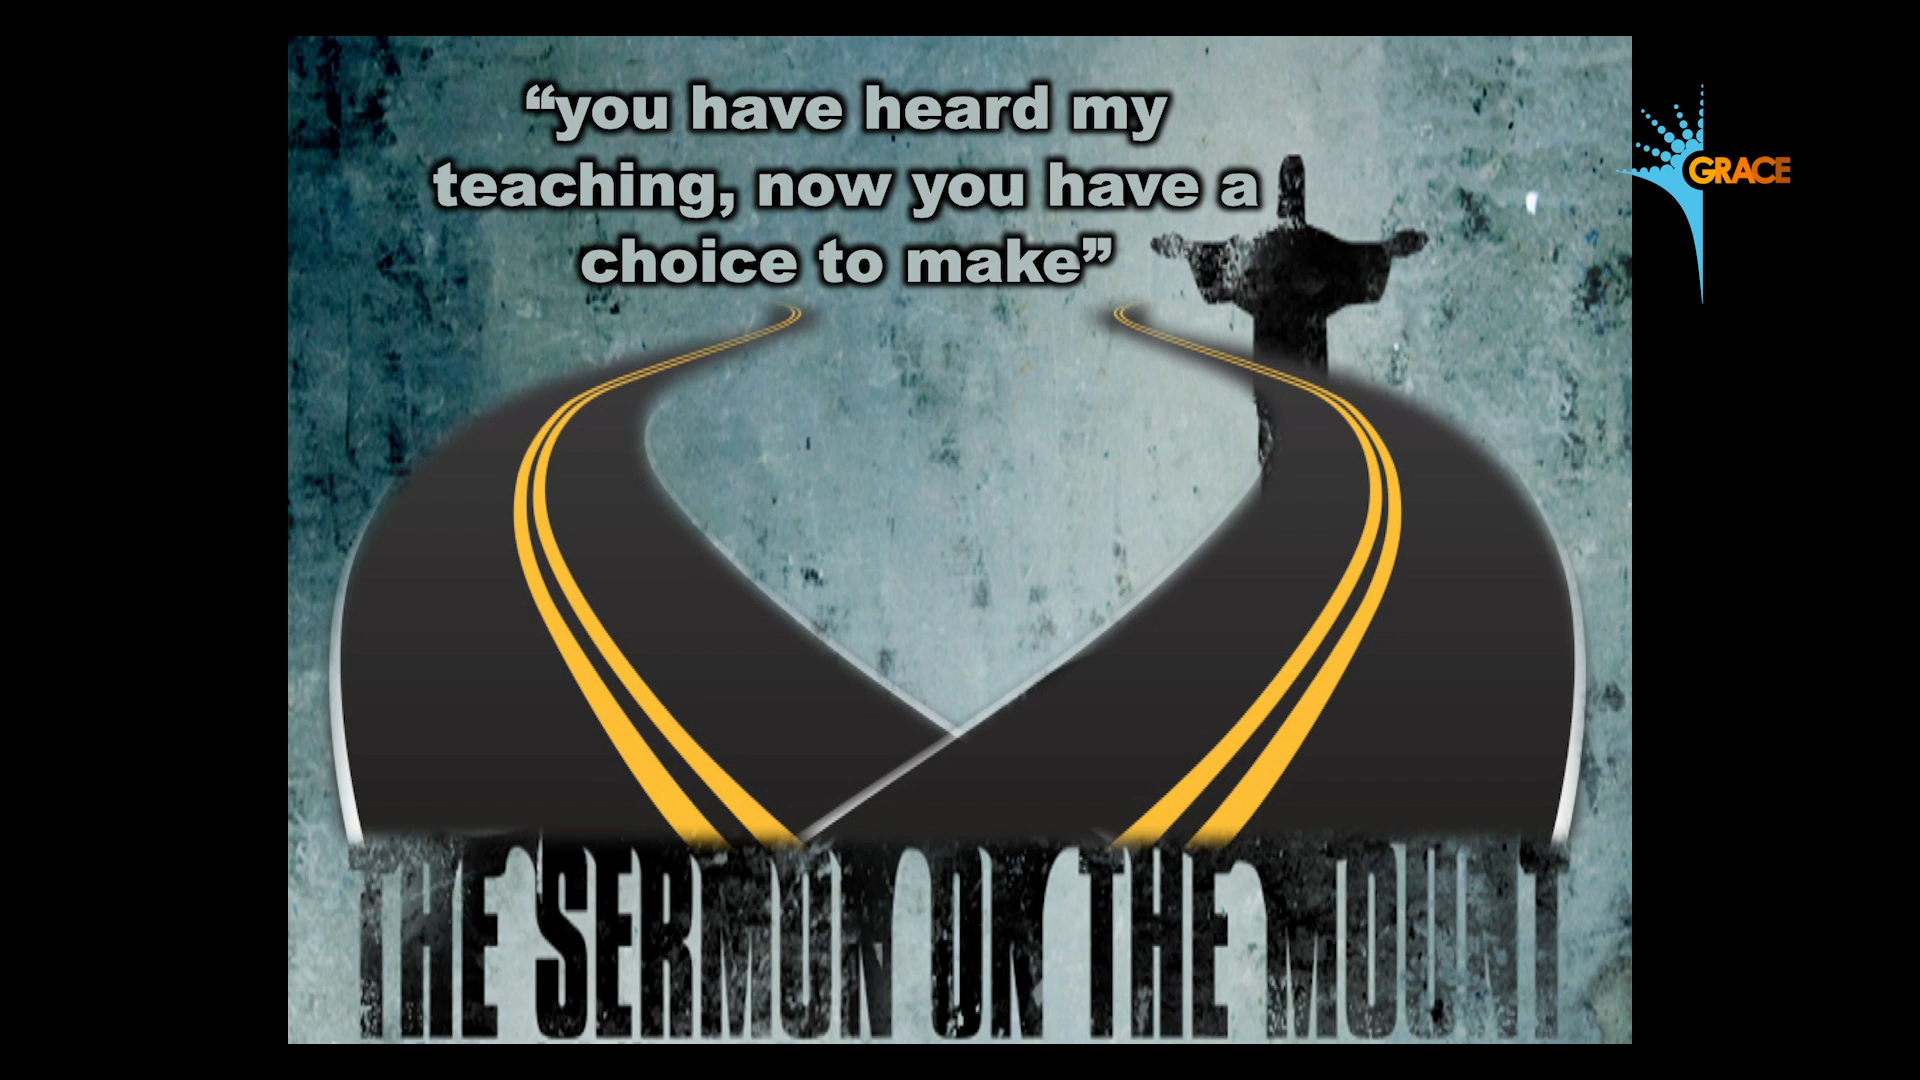 “you have heard my
teaching, now you have a
choice to make”
GRACE
THE SERMON ON THE MOUNT